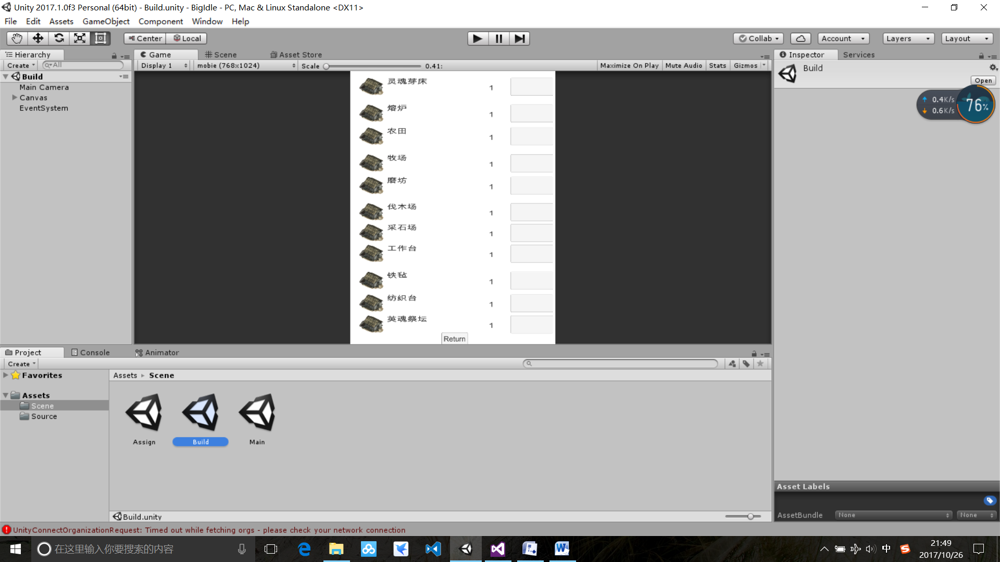 Unity 2017.1.0f3 Personal (64bit) - Build.unity - BigIdle - PC, Mac & Linux Standalone <DX11>
File Edit Assets GameObject Component Window Help
Center Local Collab Account Layers Layout
Hierarchy Game Scene Asset Store Inspector Services
Create All Display 1 mobie (768x1024) Scale 0.41: Maximize On Play Mute Audio Stats Gizmos
Build
Open
Build
Main Camera
Canvas
EventSystem
0.4K/s
0.6K/s
76%
灵魂芽床 1
熔炉 1
农田 1
牧场 1
磨坊 1
伐木场 1
采石场 1
工作台 1
铁毡 1
纺织台 1
英魂祭坛 1
Return
Project Console Animator
Create
Favorites
Assets
Scene
Source
Assets Scene
Assign Build Main
Build.unity
Asset Labels
AssetBundle None None
UnityConnectOrganizationRequest: Timed out while fetching orgs - please check your network connection
在这里输入你要搜索的内容
中
21:49
2017/10/26